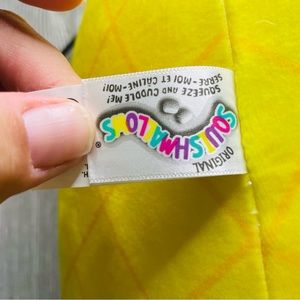 ORIGINAL
SQUISHMALLOWS
®
SQUEEZE AND CUDDLE ME!
SERRE-MOI ET CALINE-MOI!